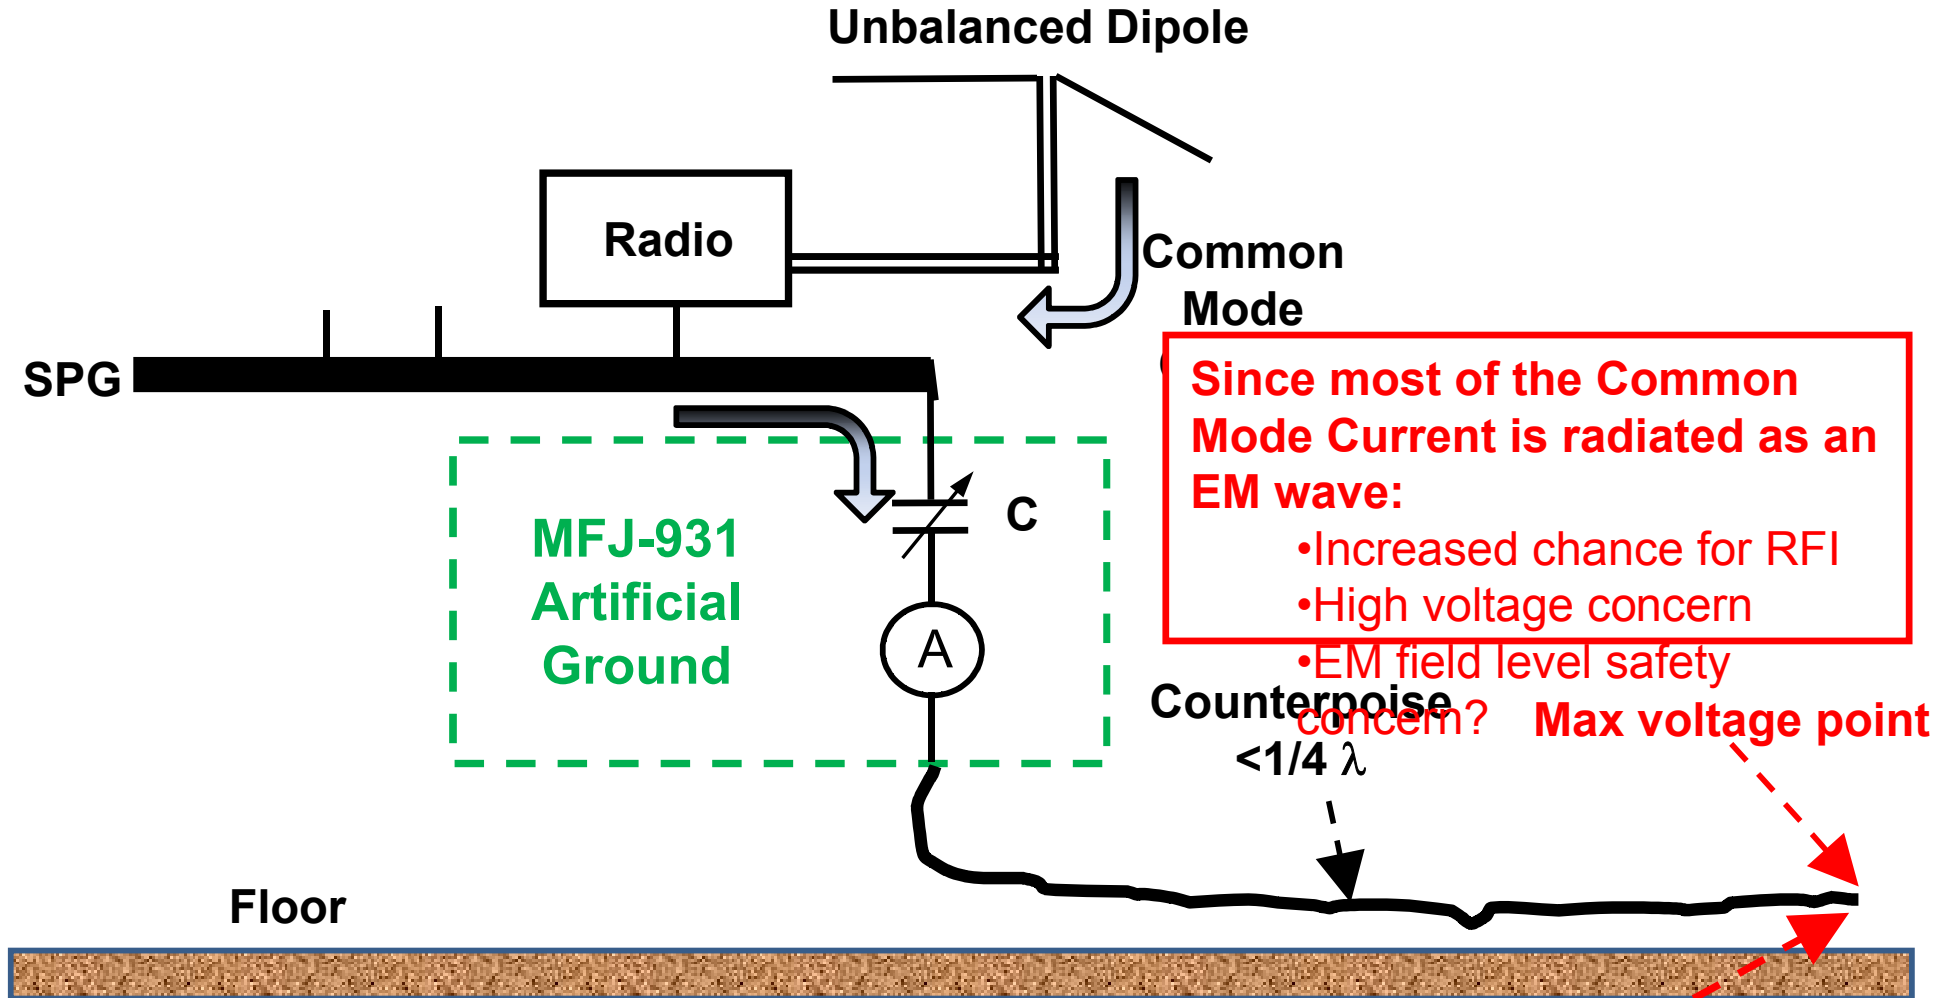 Unbalanced Dipole
Radio
Common
Mode
SPG
Since most of the Common
Mode Current is radiated as an
EM wave:
•Increased chance for RFI
•High voltage concern
•EM field level safety
concern?
C
MFJ-931
Artificial
Ground
A
Counterpoise
<1/4 λ
Max voltage point
Floor